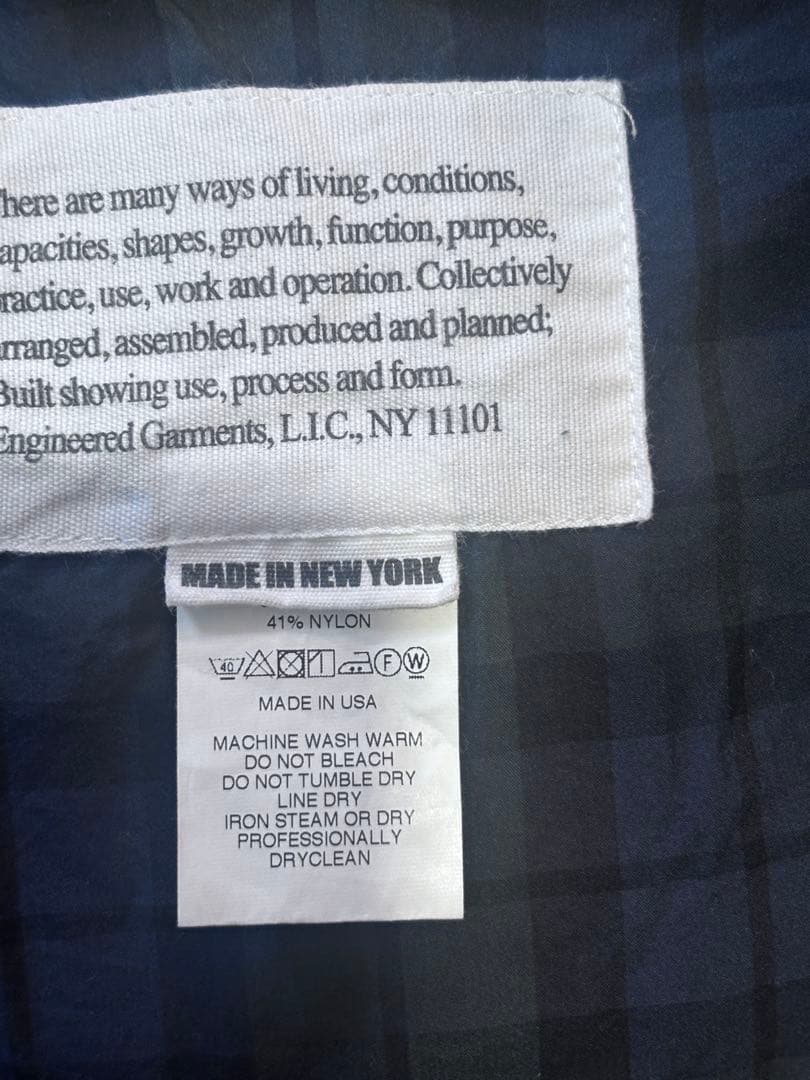 here are many ways of living, conditions,
apacities, shapes, growth, function, purpose,
ractice, use, work and operation. Collectively
rranged, assembled, produced and planned;
Built showing use, process and form.
Engineered Garments, L.I.C., NY 11101
MADE IN NEW YORK
41% NYLON
40 F W
MADE IN USA
MACHINE WASH WARM
DO NOT BLEACH
DO NOT TUMBLE DRY
LINE DRY
IRON STEAM OR DRY
PROFESSIONALLY
DRYCLEAN